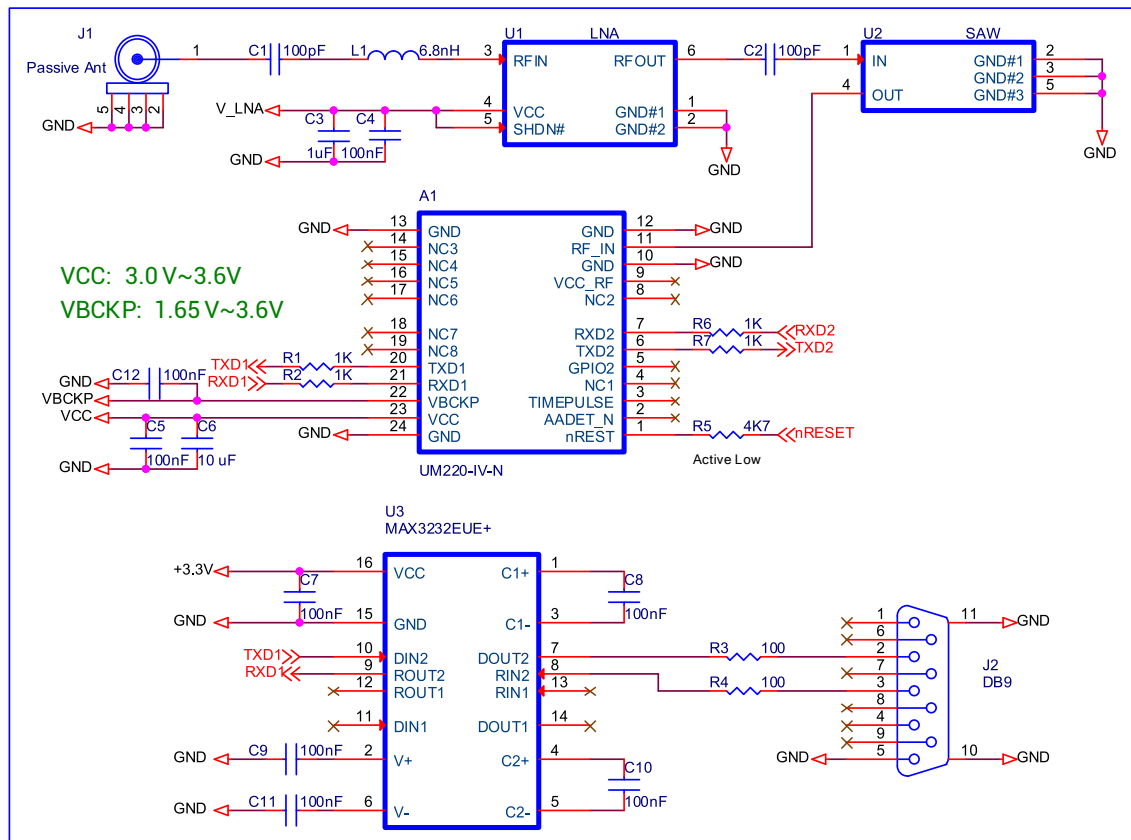 J1
Passive Ant
1
5 4 3 2
GND
C1 100pF
L1 6.8nH
U1 LNA
3 RFIN
RFOUT 6
4 VCC
5 SHDN#
GND#1 1
GND#2 2
GND
V_LNA
C3 1uF
C4 100nF
GND
C2 100pF
U2 SAW
1 IN
4 OUT
GND#1 2
GND#2 3
GND#3 5
GND
VCC: 3.0 V~3.6V
VBCKP: 1.65 V~3.6V
A1
GND 13 GND
14 NC3
15 NC4
16 NC5
17 NC6
18 NC7
19 NC8
TXD1 R1 1K 20 TXD1
RXD1 R2 1K 21 RXD1
GND C12 100nF
VBCKP 22 VBCKP
VCC 23 VCC
GND 24 GND
C5 100nF
C6 10 uF
GND
GND 12 GND
RF_IN 11
GND 10 GND
VCC_RF 9
NC2 8
RXD2 7 R6 1K RXD2
TXD2 6 R7 1K TXD2
GPIO2 5
NC1 4
TIMEPULSE 3
AADET_N 2
nREST 1 R5 4K7 nRESET
Active Low
UM220-IV-N
U3
MAX3232EUE+
+3.3V 16 VCC
C7 100nF
GND 15 GND
TXD1 10 DIN2
RXD1 9 ROUT2
12 ROUT1
11 DIN1
GND C9 100nF 2 V+
GND C11 100nF 6 V-
C1+ 1
C8 100nF
C1- 3
DOUT2 7 R3 100
RIN2 8 R4 100
RIN1 13
DOUT1 14
C2+ 4
C10 100nF
C2- 5
1
6
2
7
3
8
4
9
GND 5
11 GND
J2
DB9
10 GND